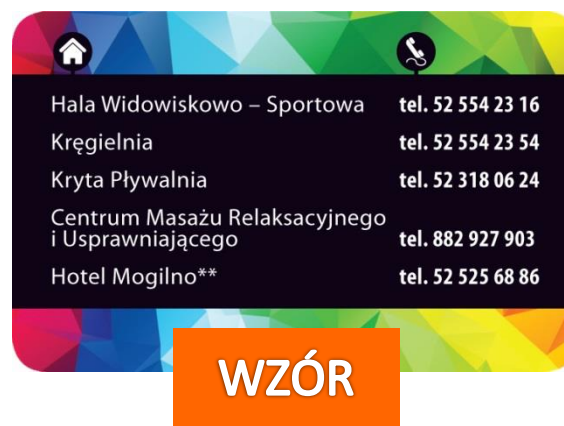 Hala Widowiskowo – Sportowa tel. 52 554 23 16
Kręgielnia tel. 52 554 23 54
Kryta Pływalnia tel. 52 318 06 24
Centrum Masażu Relaksacyjnego
i Usprawniającego tel. 882 927 903
Hotel Mogilno** tel. 52 525 68 86
WZÓR